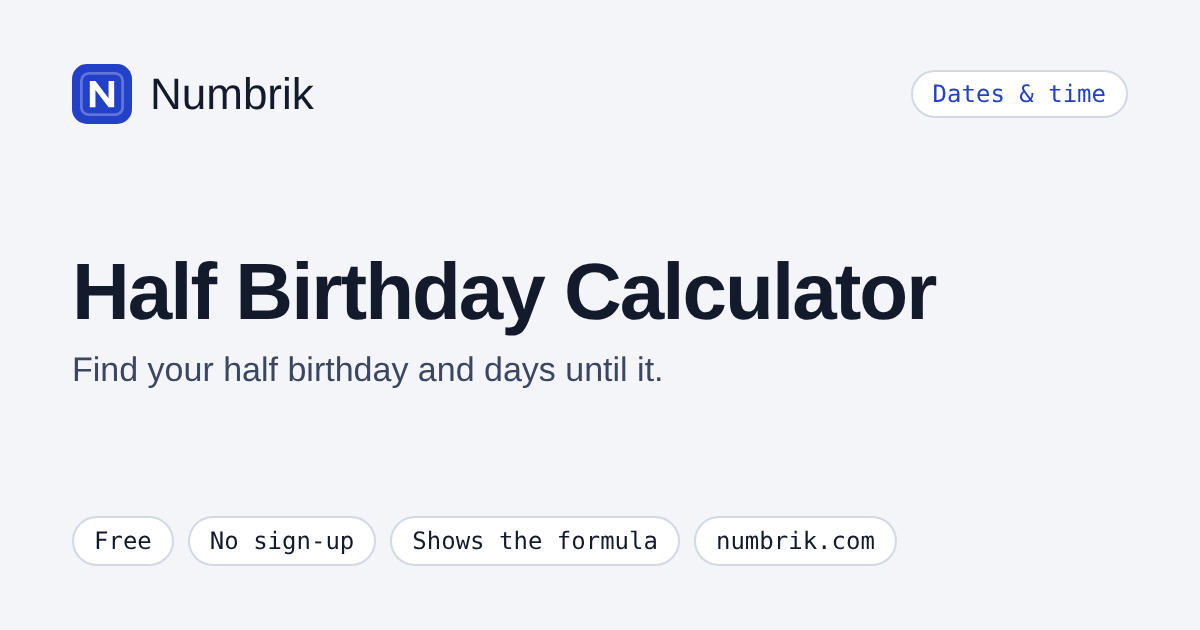 N Numbrik
Dates & time
Half Birthday Calculator
Find your half birthday and days until it.
Free
No sign-up
Shows the formula
numbrik.com